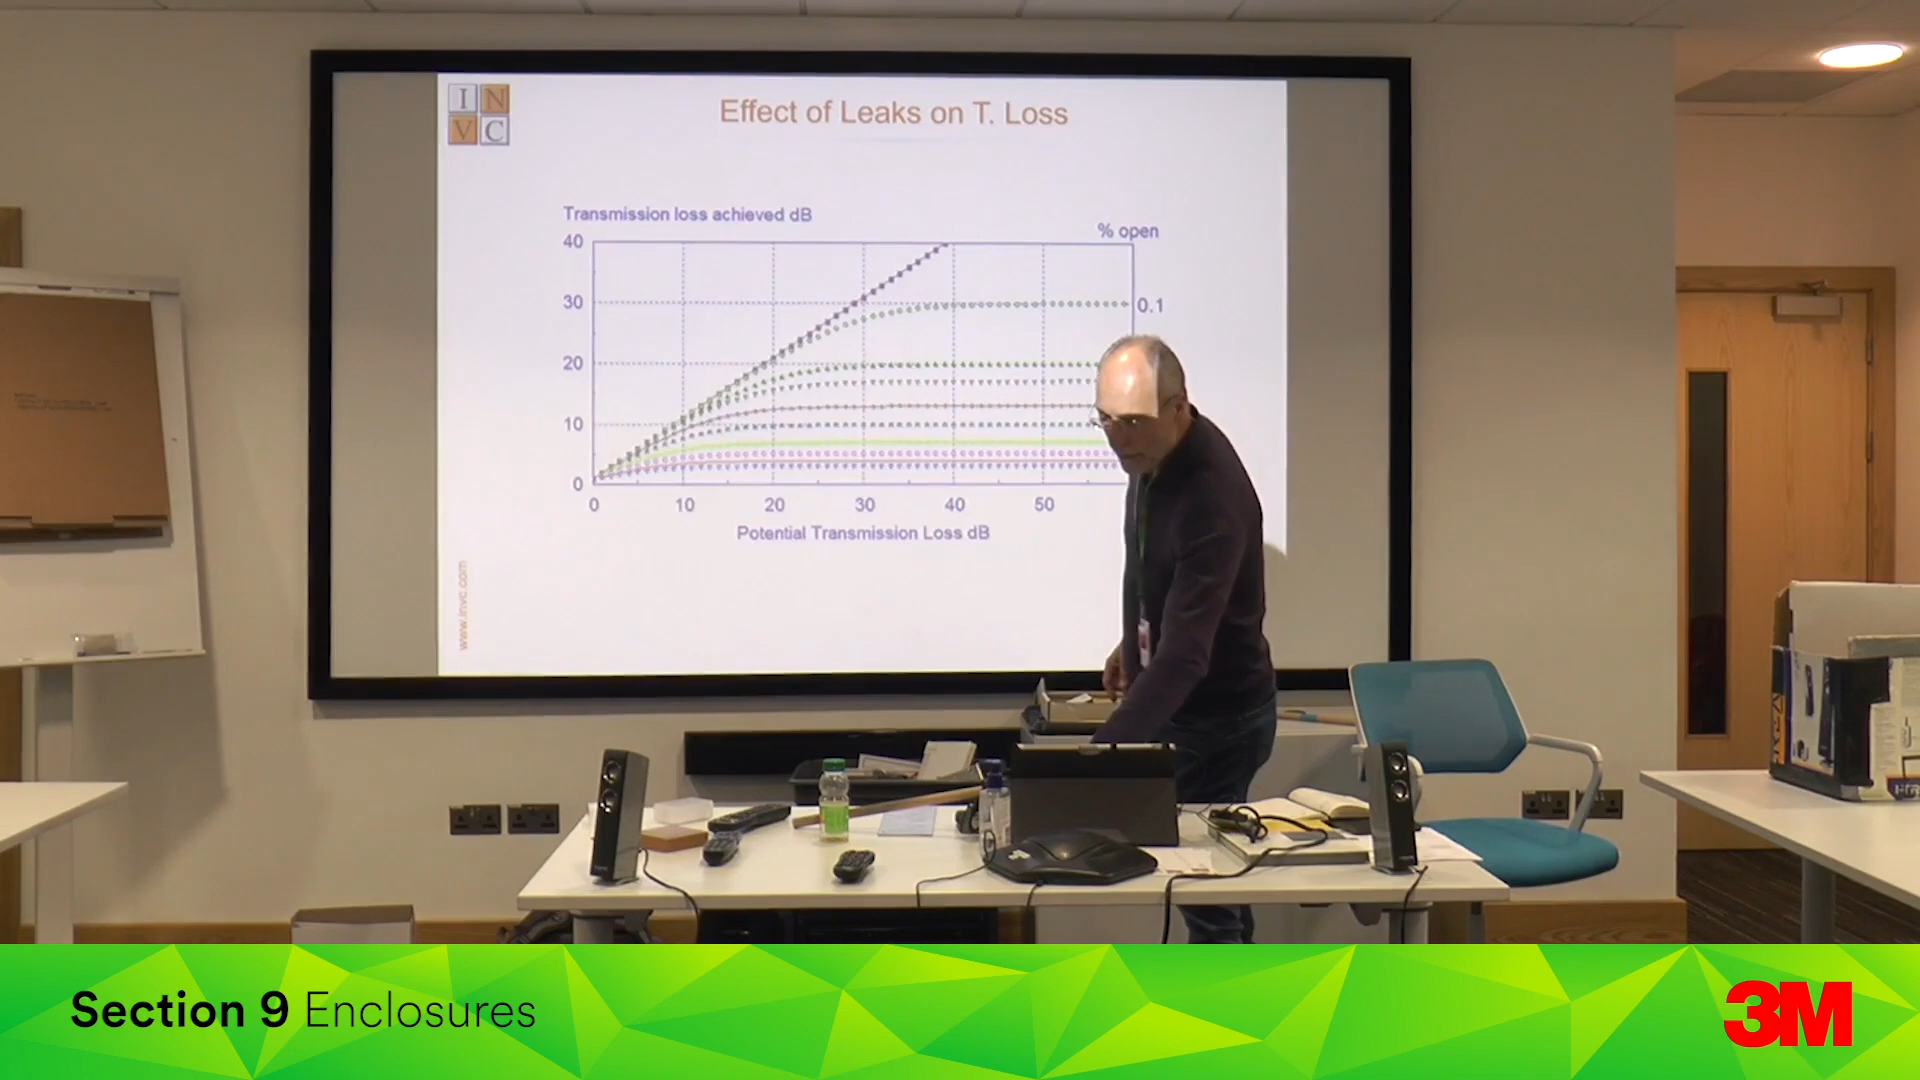 I N
V C
Effect of Leaks on T. Loss
Transmission loss achieved dB
% open
40
30
20
10
0
0.1
0 10 20 30 40 50
Potential Transmission Loss dB
www.invc.com
Section 9 Enclosures
3M